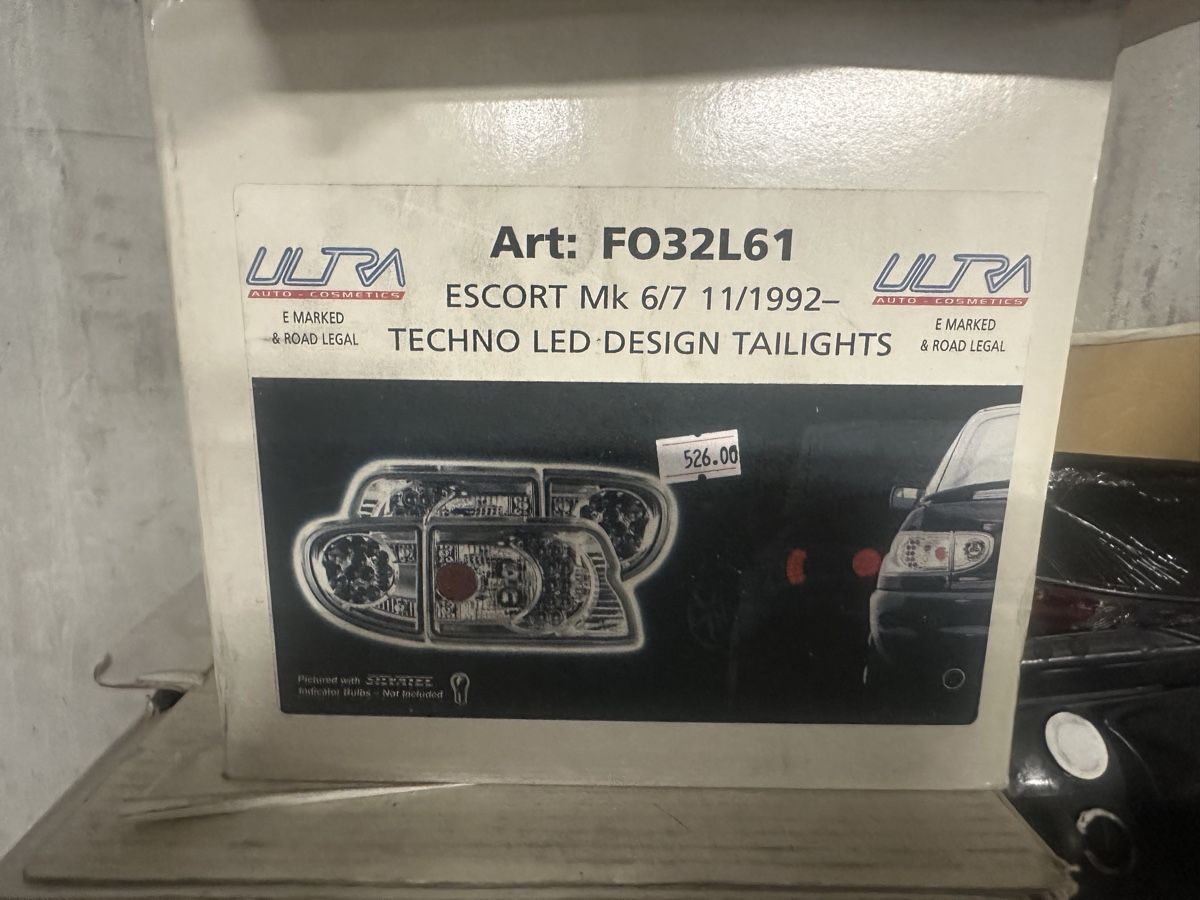 Art: FO32L61
ULTRA
AUTO - COSMETICS
E MARKED
& ROAD LEGAL
ESCORT Mk 6/7 11/1992–
TECHNO LED DESIGN TAILIGHTS
ULTRA
AUTO - COSMETICS
E MARKED
& ROAD LEGAL
526.00
Pictured with
Indicator Bulbs – Not Included